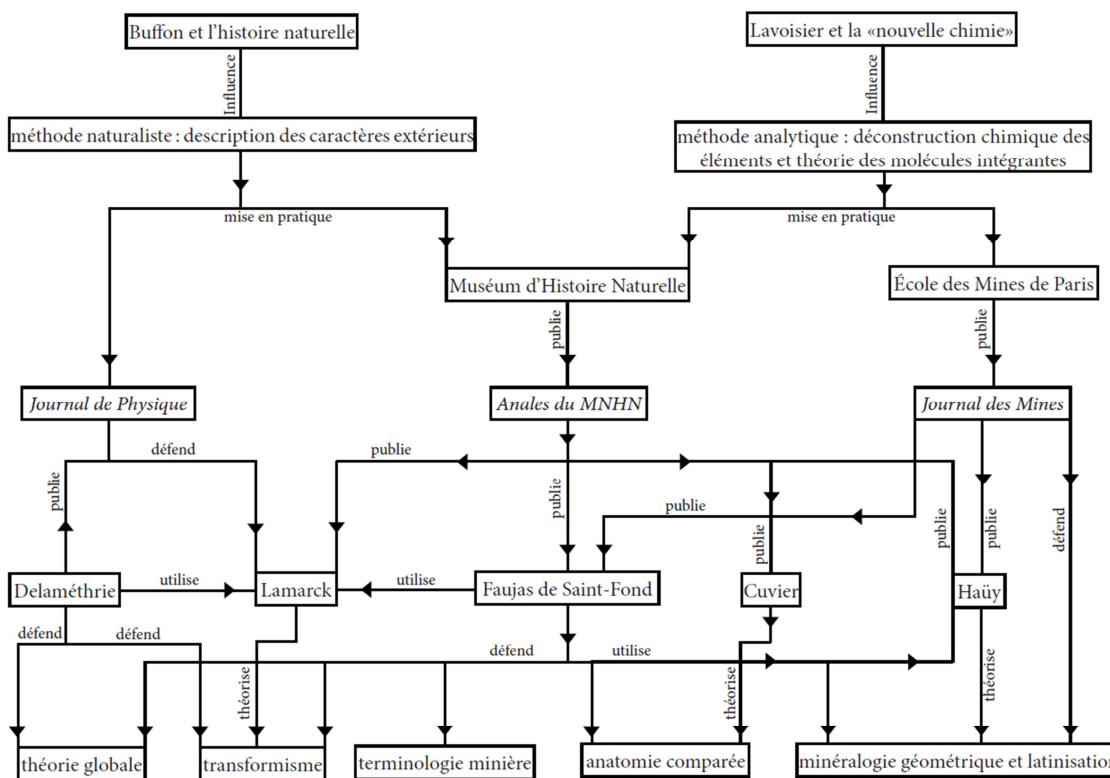 Buffon et l'histoire naturelle
Lavoisier et la «nouvelle chimie»
Influence
Influence
méthode naturaliste : description des caractères extérieurs
méthode analytique : déconstruction chimique des
éléments et théorie des molécules intégrantes
mise en pratique
mise en pratique
Muséum d'Histoire Naturelle
École des Mines de Paris
publie
publie
Journal de Physique
Anales du MNHN
Journal des Mines
défend
publie
publie
publie
publie
publie
publie
publie
publie
défend
Delaméthrie
utilise
Lamarck
utilise
Faujas de Saint-Fond
Cuvier
Haüy
défend
défend
défend
utilise
théorise
théorise
théorise
théorie globale
transformisme
terminologie minière
anatomie comparée
minéralogie géométrique et latinisation